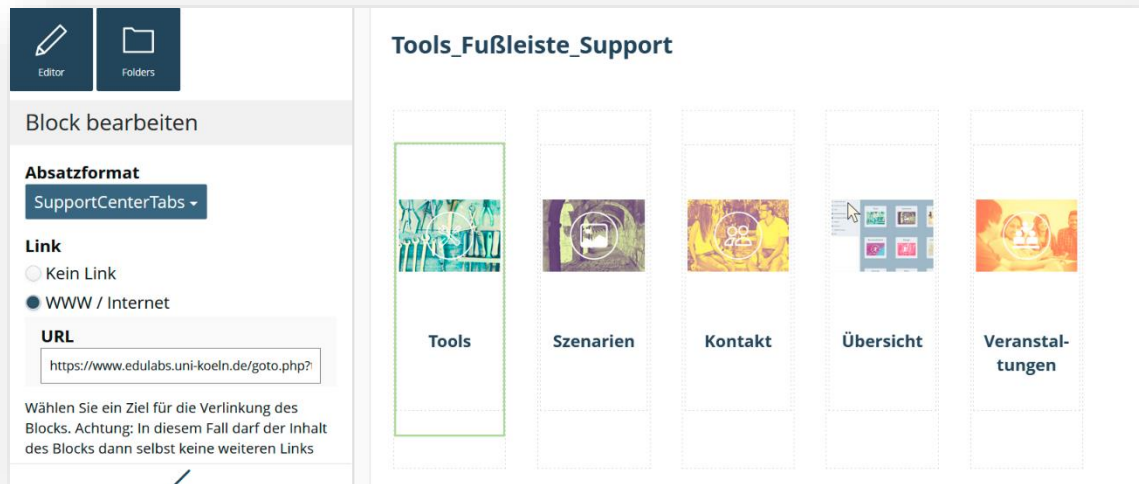 Editor
Folders
Block bearbeiten
Absatzformat
SupportCenterTabs
Link
Kein Link
WWW / Internet
URL
https://www.edulabs.uni-koeln.de/goto.php?
Wählen Sie ein Ziel für die Verlinkung des
Blocks. Achtung: In diesem Fall darf der Inhalt
des Blocks dann selbst keine weiteren Links
Tools_Fußleiste_Support
Tools
Szenarien
Kontakt
Übersicht
Veranstal-
tungen